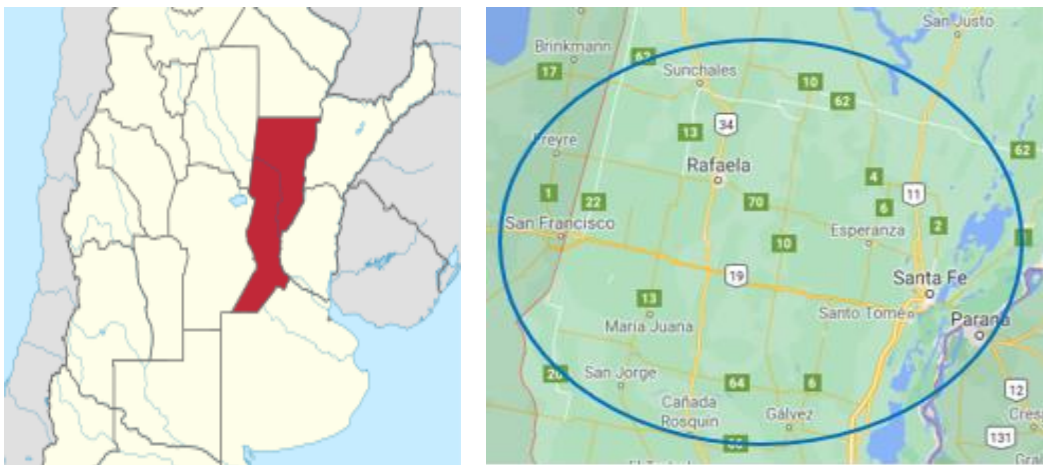 San Justo
Brinkmann
62
17
Sunchales
10
62
34
13
Freyre
62
Rafaela
4
1
22
70
6
11
2
San Francisco
Esperanza
10
19
Santa Fe
13
Santo Tomé
María Juana
Paraná
San Jorge
64
6
12
Cañada
Rosquín
Gálvez
131